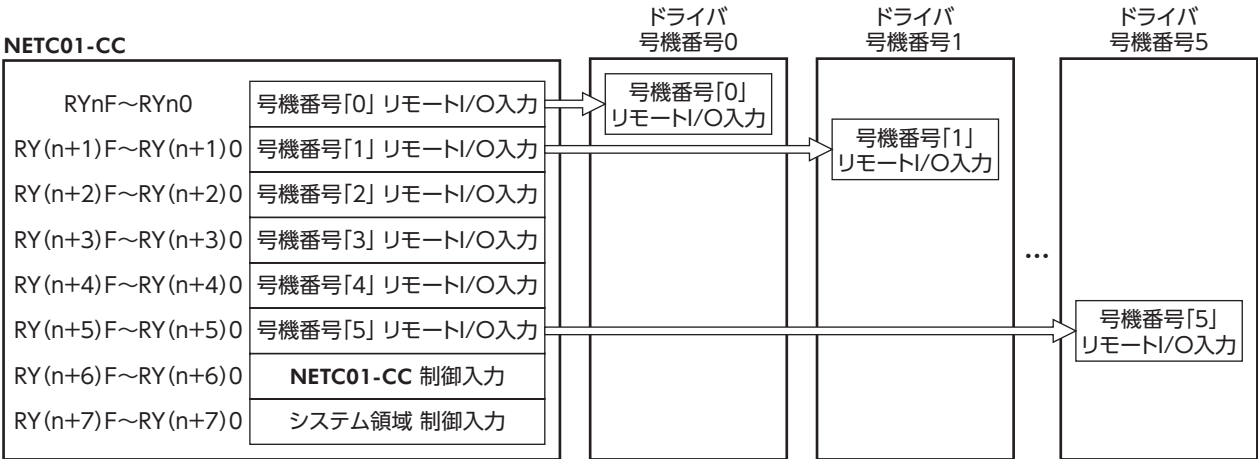 ドライバ
号機番号0
ドライバ
号機番号1
ドライバ
号機番号5
NETC01-CC
RYnF～RYn0 号機番号「0」 リモートI/O入力
号機番号「0」
リモートI/O入力
RY(n+1)F～RY(n+1)0 号機番号「1」 リモートI/O入力
号機番号「1」
リモートI/O入力
RY(n+2)F～RY(n+2)0 号機番号「2」 リモートI/O入力
RY(n+3)F～RY(n+3)0 号機番号「3」 リモートI/O入力
…
RY(n+4)F～RY(n+4)0 号機番号「4」 リモートI/O入力
RY(n+5)F～RY(n+5)0 号機番号「5」 リモートI/O入力
号機番号「5」
リモートI/O入力
RY(n+6)F～RY(n+6)0 NETC01-CC 制御入力
RY(n+7)F～RY(n+7)0 システム領域 制御入力